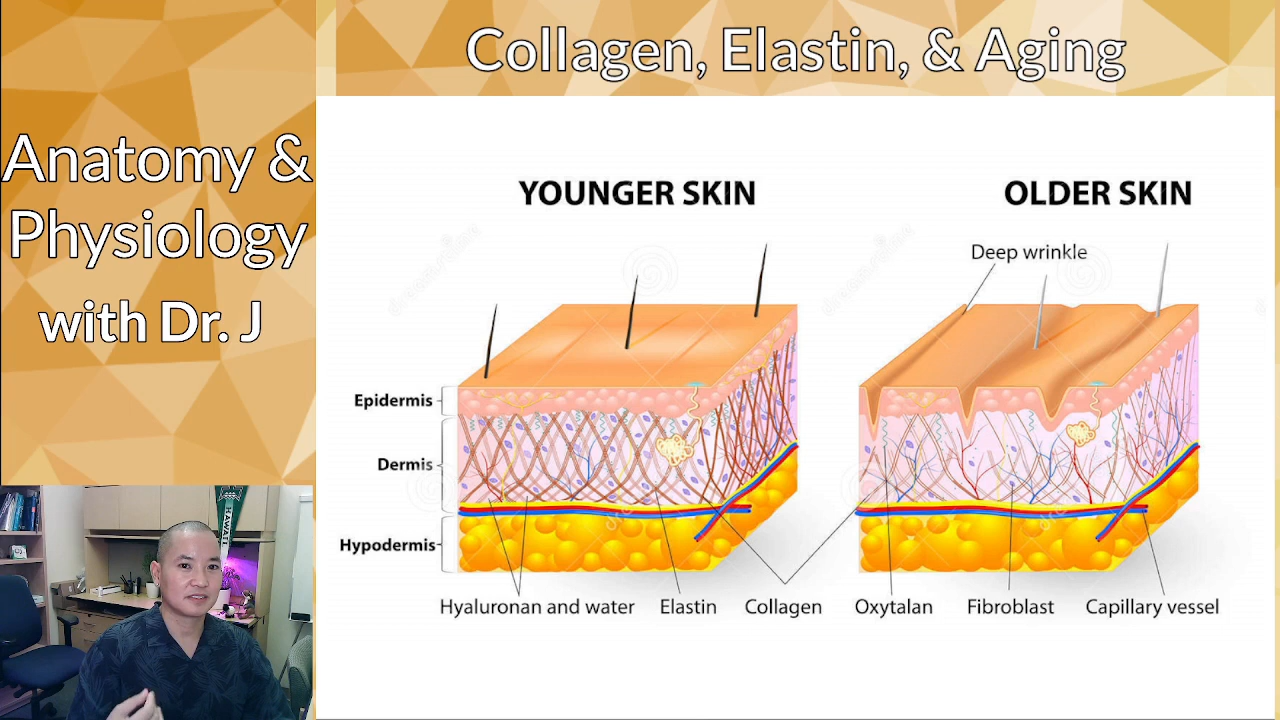 Collagen, Elastin, & Aging
Anatomy &
Physiology
with Dr. J
YOUNGER SKIN
OLDER SKIN
Deep wrinkle
Epidermis
Dermis
Hypodermis
Hyaluronan and water
Elastin
Collagen
Oxytalan
Fibroblast
Capillary vessel
HAWAII